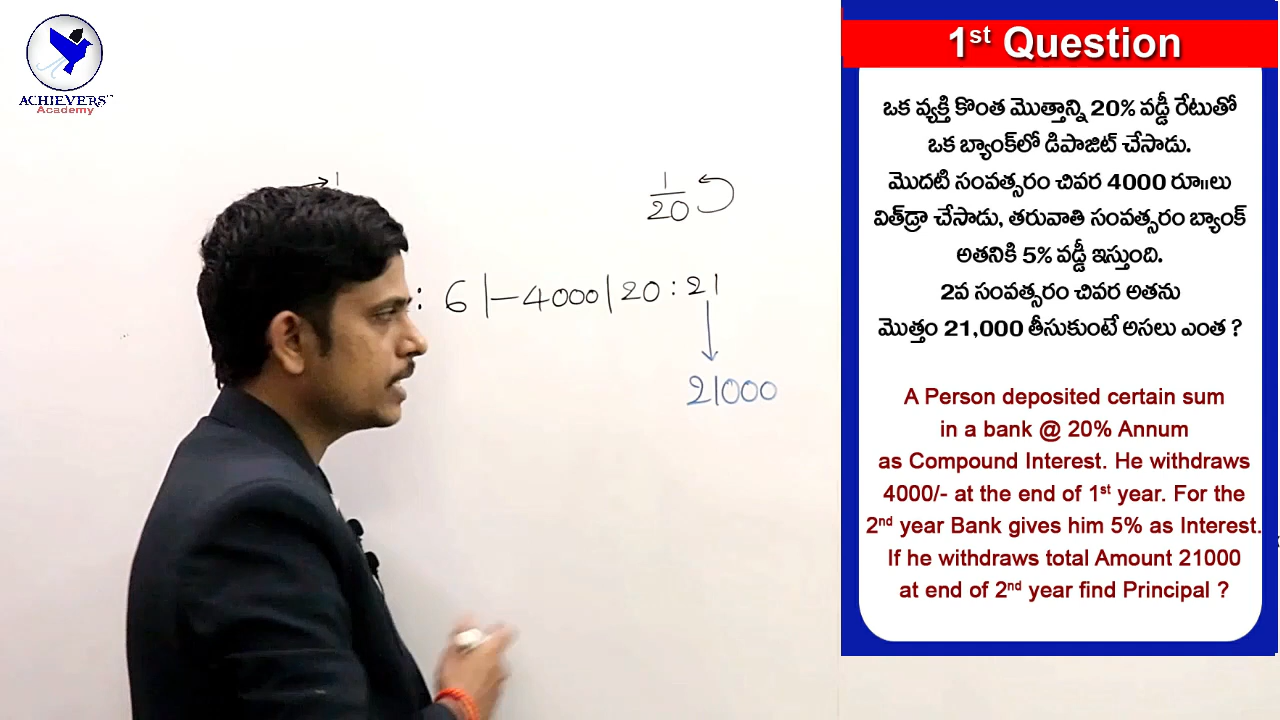 ACHIEVERS
Academy
1
1
20
: 6 |-4000| 20 : 21
21000
1st Question
ఒక వ్యక్తి కొంత మొత్తాన్ని 20% వడ్డీ రేటుతో
ఒక బ్యాంక్‌లో డిపాజిట్ చేసాడు.
మొదటి సంవత్సరం చివర 4000 రూ॥లు
విత్‌డ్రా చేసాడు, తరువాతి సంవత్సరం బ్యాంక్
అతనికి 5% వడ్డీ ఇస్తుంది.
2వ సంవత్సరం చివర అతను
మొత్తం 21,000 తీసుకుంటే అసలు ఎంత ?
A Person deposited certain sum
in a bank @ 20% Annum
as Compound Interest. He withdraws
4000/- at the end of 1st year. For the
2nd year Bank gives him 5% as Interest.
If he withdraws total Amount 21000
at end of 2nd year find Principal ?